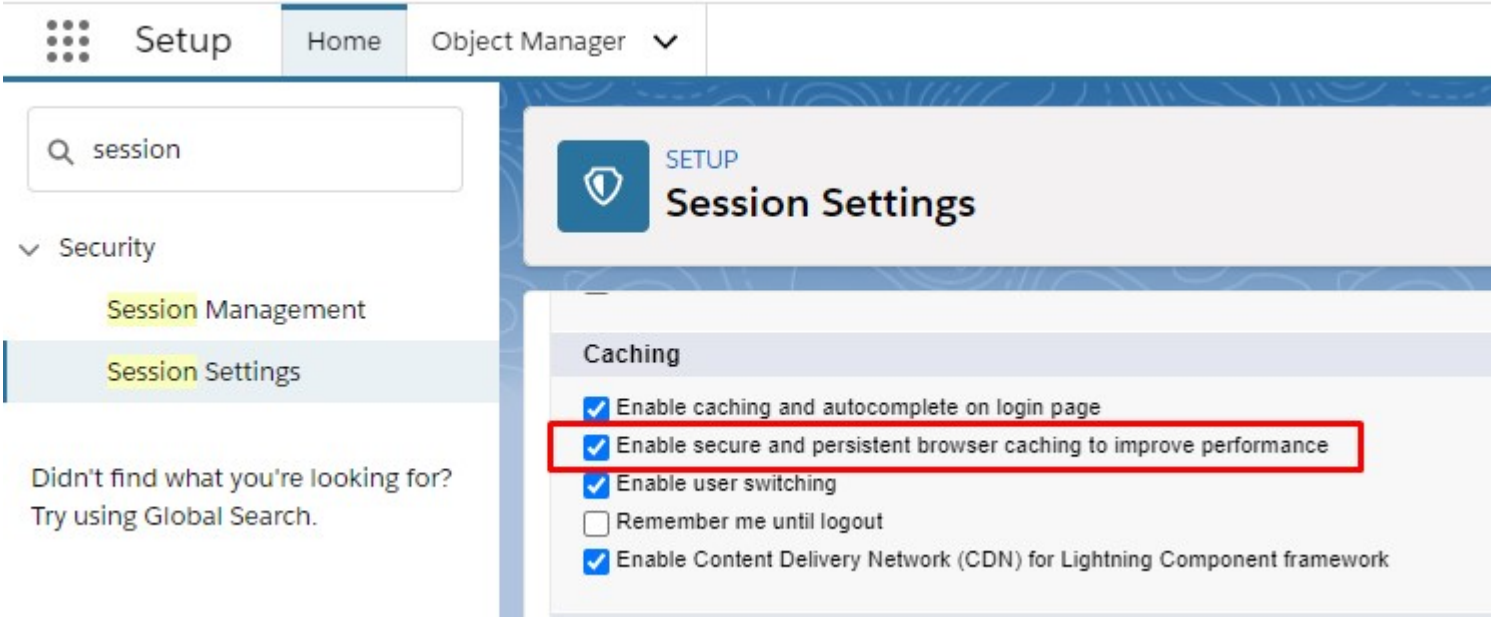 Setup
Home
Object Manager
session
Security
Session Management
Session Settings
Didn't find what you're looking for?
Try using Global Search.
SETUP
Session Settings
Caching
Enable caching and autocomplete on login page
Enable secure and persistent browser caching to improve performance
Enable user switching
Remember me until logout
Enable Content Delivery Network (CDN) for Lightning Component framework